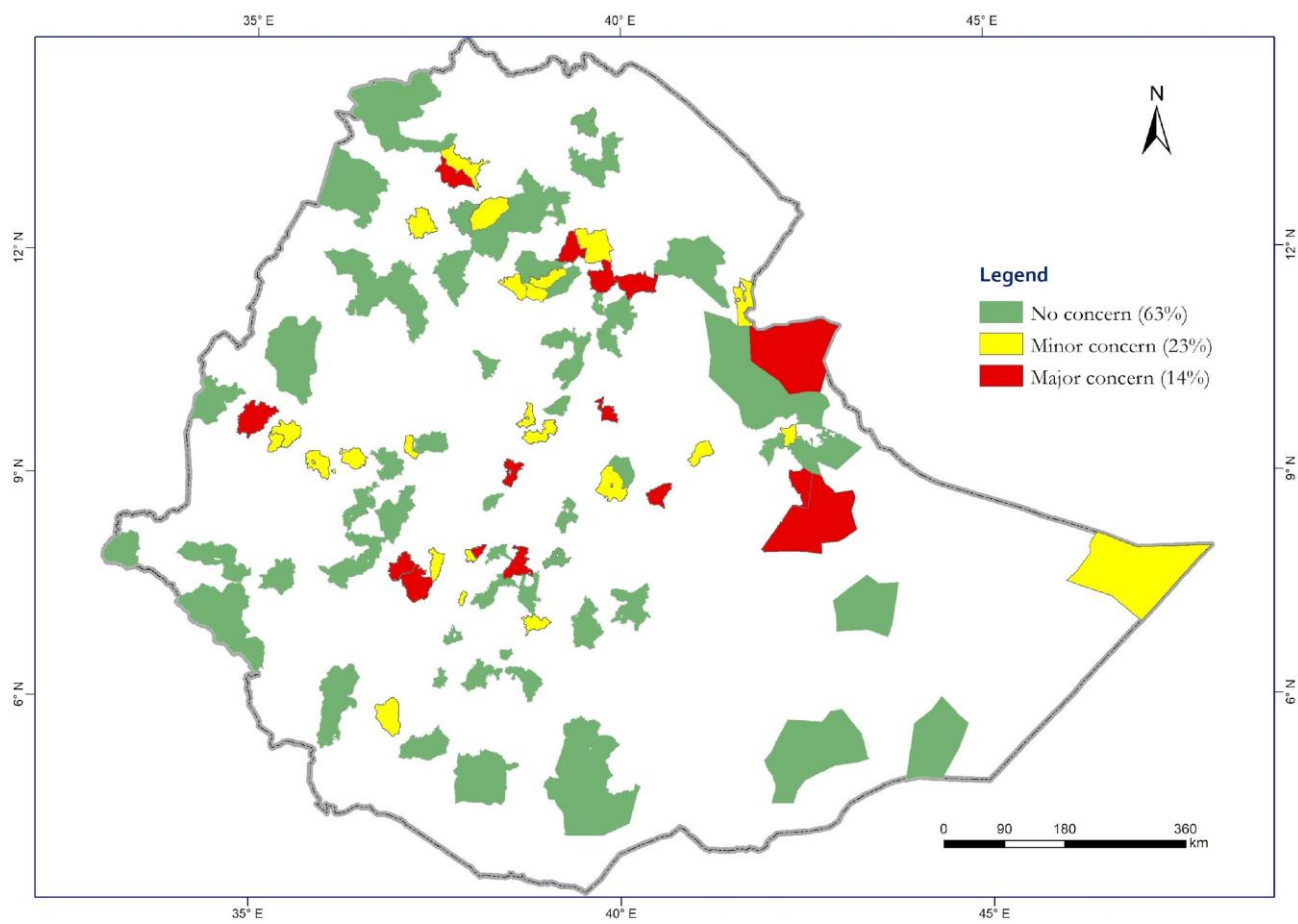 35° E 40° E 45° E
N
12° N 12° N
Legend
No concern (63%)
Minor concern (23%)
Major concern (14%)
9° N 9° N
6° N 6° N
0 90 180 360
km
35° E 40° E 45° E